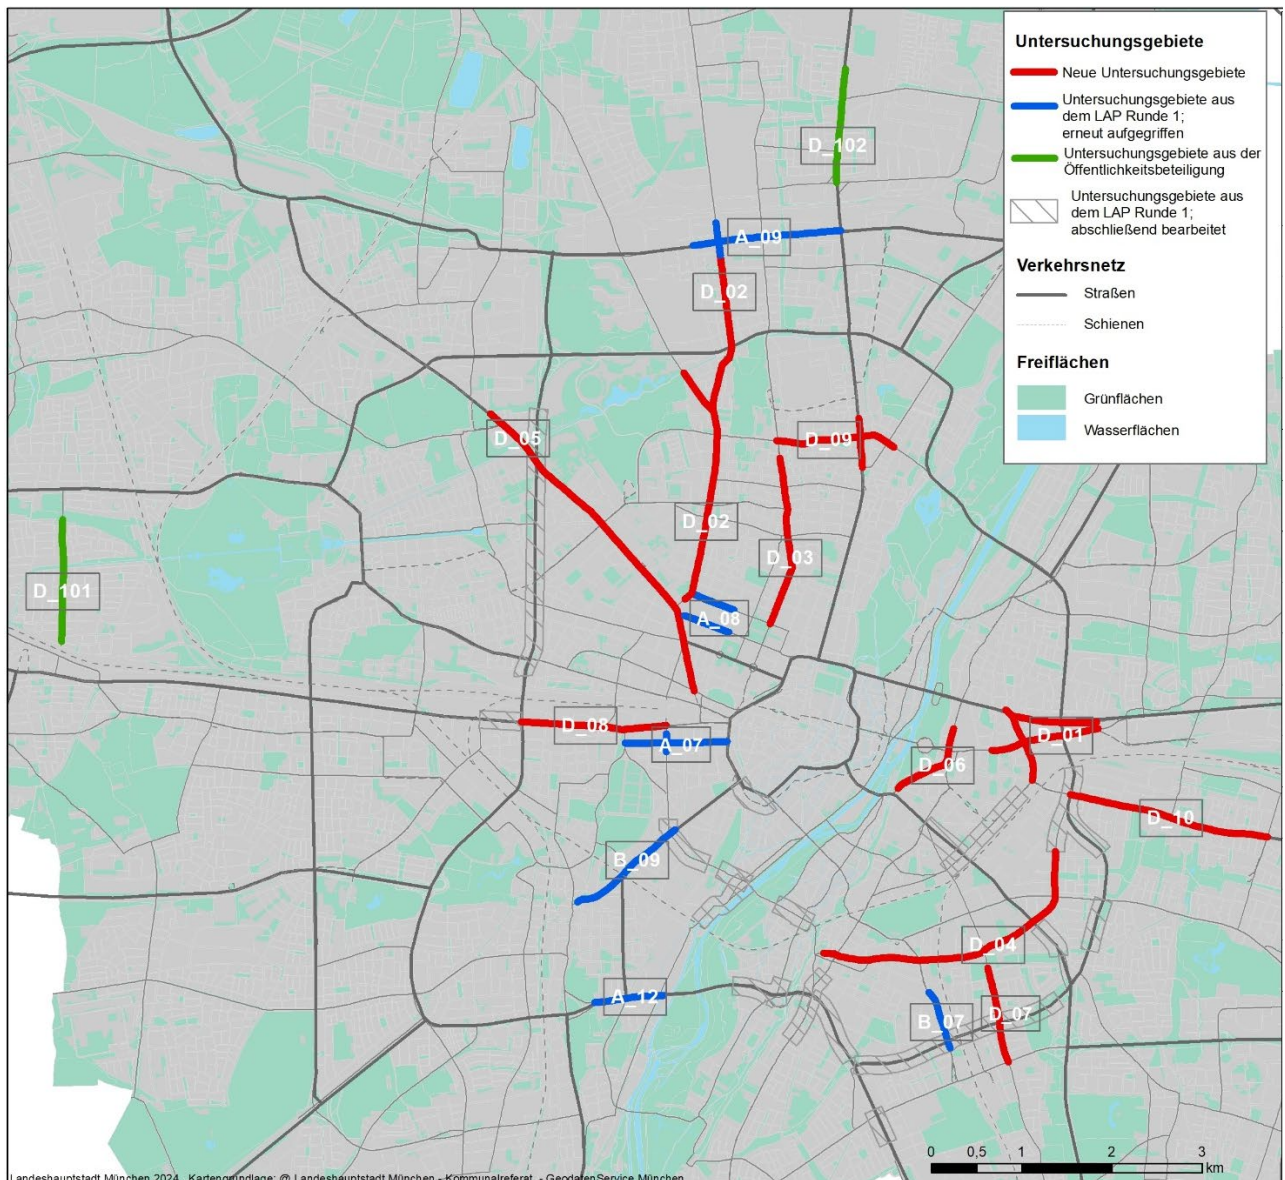 Untersuchungsgebiete
Neue Untersuchungsgebiete
Untersuchungsgebiete aus
dem LAP Runde 1;
erneut aufgegriffen
Untersuchungsgebiete aus der
Öffentlichkeitsbeteiligung
Untersuchungsgebiete aus
dem LAP Runde 1;
abschließend bearbeitet
Verkehrsnetz
Straßen
Schienen
Freiflächen
Grünflächen
Wasserflächen
D_102
A_09
D_02
D_05
D_09
D_02
D_03
D_101
A_08
D_08
A_07
D_01
D_06
D_10
B_09
D_04
A_12
B_07
D_07
0 0,5 1 2 3
km
Landeshauptstadt München 2024, Kartengrundlage: @ Landeshauptstadt München - Kommunalreferat - GeodatenService München